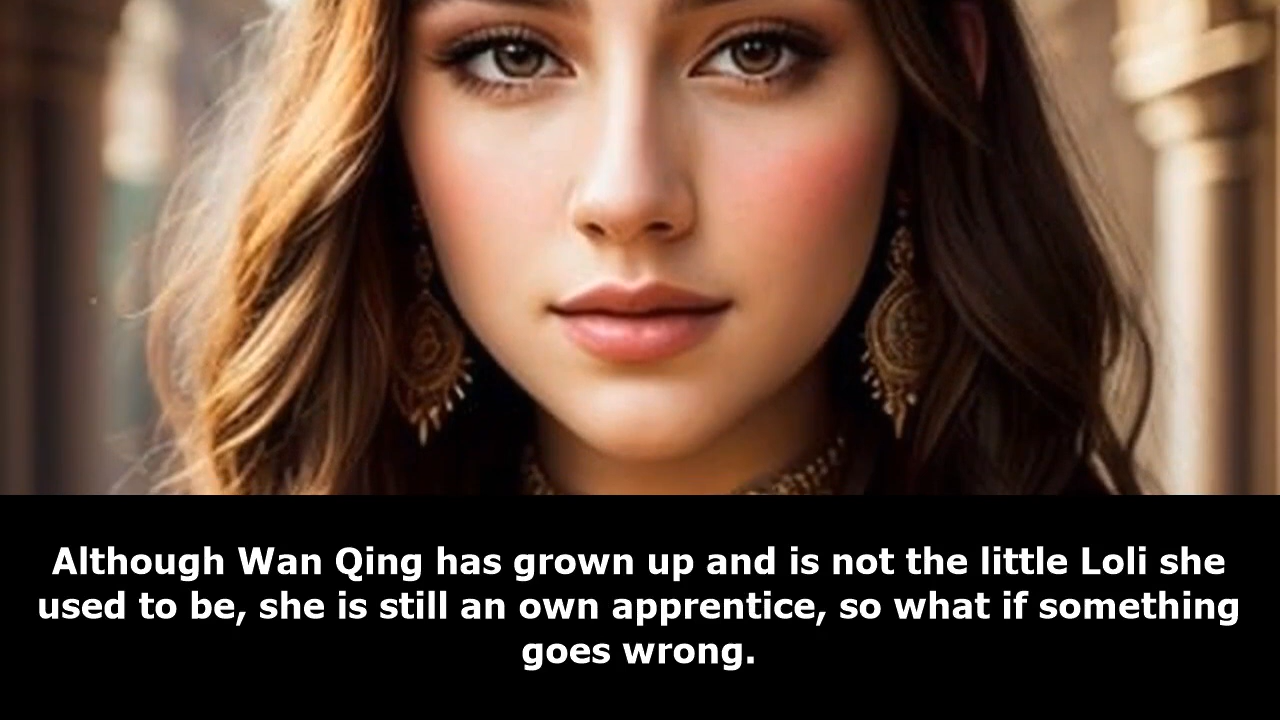 Although Wan Qing has grown up and is not the little Loli she
used to be, she is still an own apprentice, so what if something
goes wrong.